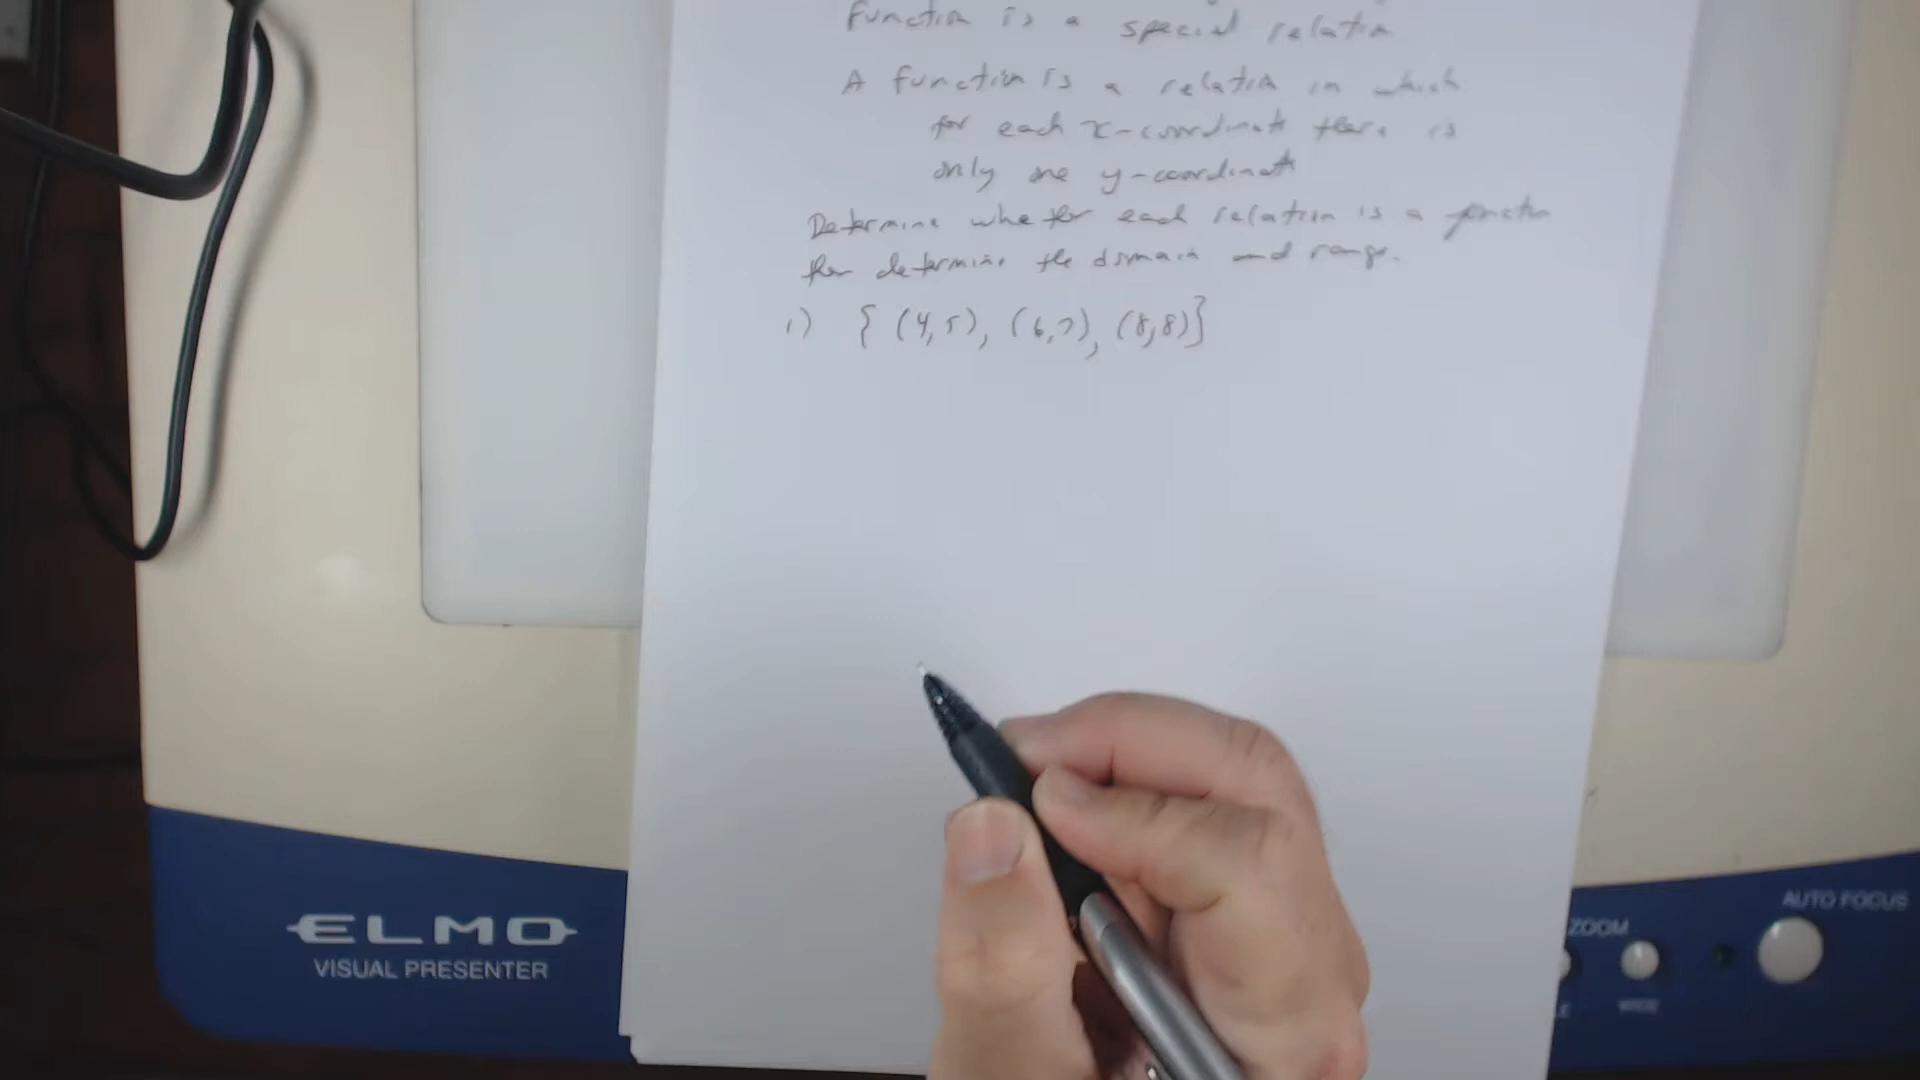 Function is a special relation
A function is a relation in which
for each x-coordinate there is
only one y-coordinate
Determine whether each relation is a function
then determine the domain and range.
1) { (4,5), (6,7), (8,8)}
ELMO
VISUAL PRESENTER
AUTO FOCUS
ZOOM
WIDE